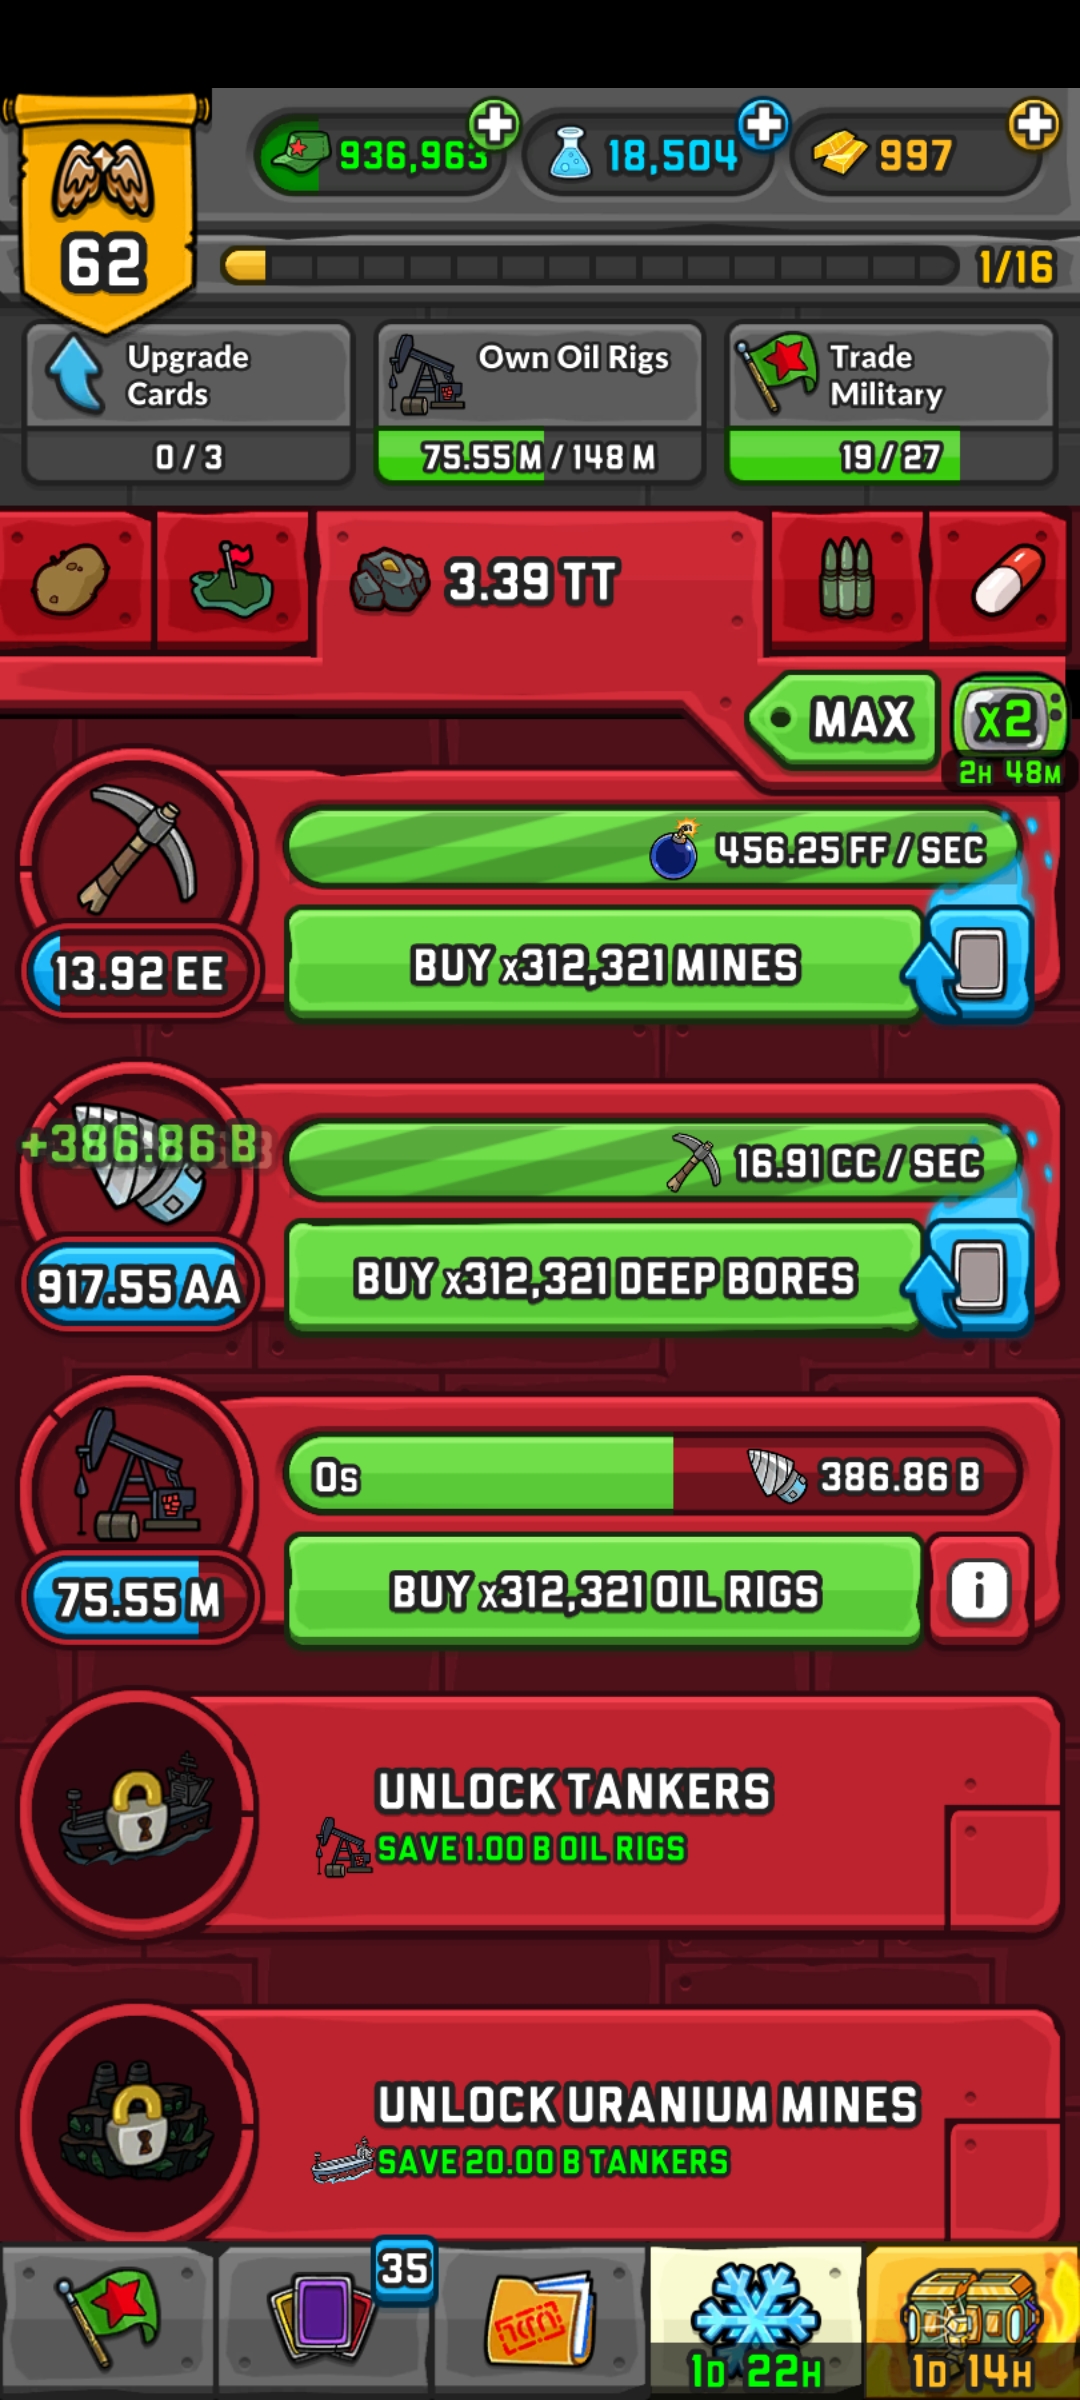 936,963
18,504
997
62
1/16
Upgrade
Cards
0 / 3
Own Oil Rigs
75.55 M / 148 M
Trade
Military
19 / 27
3.39 TT
MAX
x2
2H 48M
456.25 FF / SEC
13.92 EE
BUY x312,321 MINES
+386.86 B
16.91 CC / SEC
917.55 AA
BUY x312,321 DEEP BORES
0s
386.86 B
75.55 M
BUY x312,321 OIL RIGS
i
UNLOCK TANKERS
SAVE 1.00 B OIL RIGS
UNLOCK URANIUM MINES
SAVE 20.00 B TANKERS
35
1D 22H
1D 14H